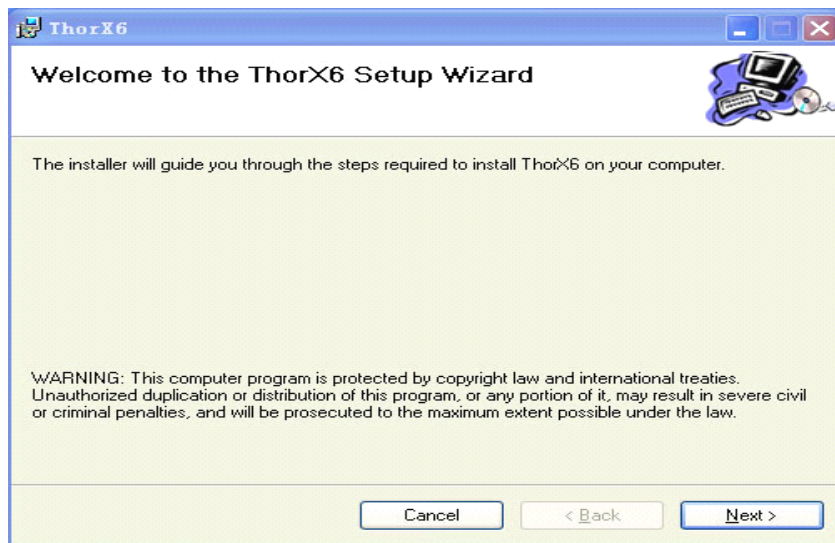 ThorX6
Welcome to the ThorX6 Setup Wizard
The installer will guide you through the steps required to install ThorX6 on your computer.
WARNING: This computer program is protected by copyright law and international treaties.
Unauthorized duplication or distribution of this program, or any portion of it, may result in severe civil
or criminal penalties, and will be prosecuted to the maximum extent possible under the law.
Cancel < Back Next >